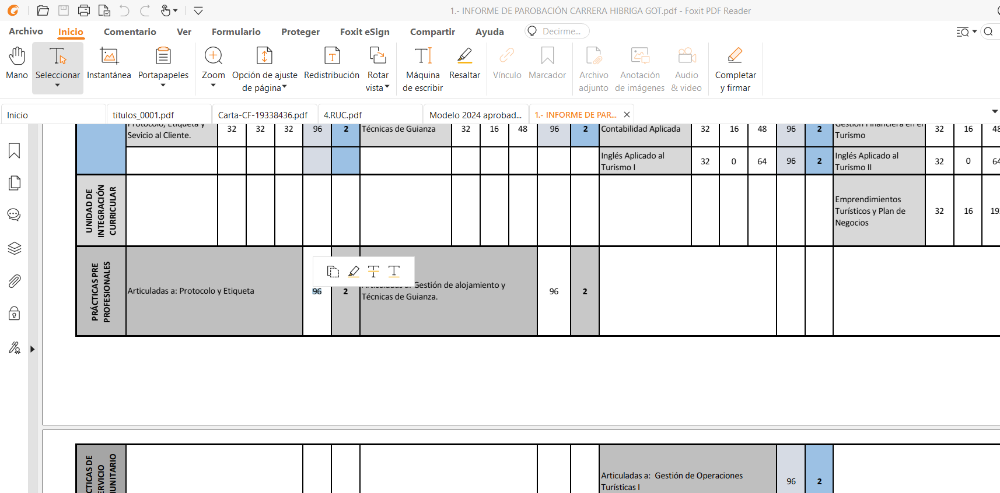 1.- INFORME DE PAROBACIÓN CARRERA HIBRIGA GOT.pdf - Foxit PDF Reader
Archivo Inicio Comentario Ver Formulario Proteger Foxit eSign Compartir Ayuda Decirme...
Mano Seleccionar Instantánea Portapapeles Zoom Opción de ajuste Redistribución Rotar Máquina Resaltar Vínculo Marcador Archivo Anotación Audio Completar
de página vista de escribir adjunto de imágenes & video y firmar
Inicio titulos_0001.pdf Carta-CF-19338436.pdf 4.RUC.pdf Modelo 2024 aprobad... 1.- INFORME DE PAR...
Protocolo, Etiqueta y
Sevicio al Cliente. 32 32 32 96 2 Técnicas de Guianza 32 16 48 96 2 Contabilidad Aplicada 32 16 48 96 2 Gestión Financiera en el
Turismo 32 16 48
Inglés Aplicado al
Turismo I 32 0 64 96 2 Inglés Aplicado al
Turismo II 32 0 64
UNIDAD DE
INTEGRACIÓN
CURRICULAR
Emprendimientos
Turísticos y Plan de
Negocios 32 16 19
PRÁCTICAS PRE
PROFESIONALES
Articuladas a: Protocolo y Etiqueta 96 2 Articuladas a: Gestión de alojamiento y
Técnicas de Guianza. 96 2
CTICAS DE
ERVICIO
UNITARIO
Articuladas a: Gestión de Operaciones
Turísticas I 96 2